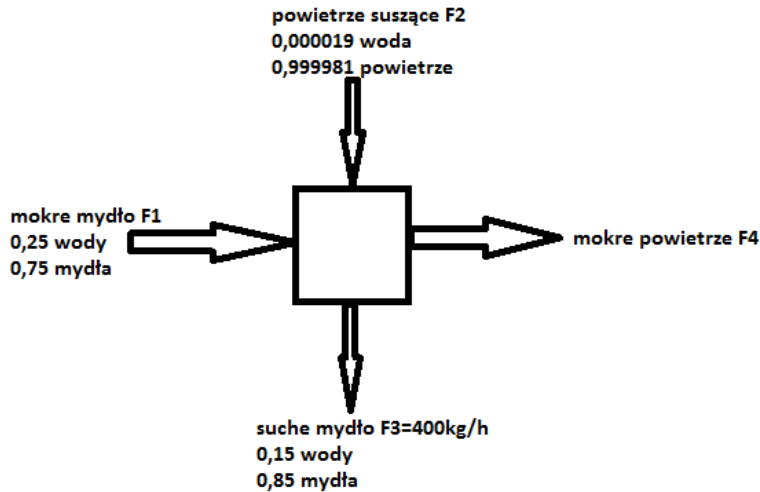 powietrze suszące F2
0,000019 woda
0,999981 powietrze
mokre mydło F1
0,25 wody
0,75 mydła
mokre powietrze F4
suche mydło F3=400kg/h
0,15 wody
0,85 mydła